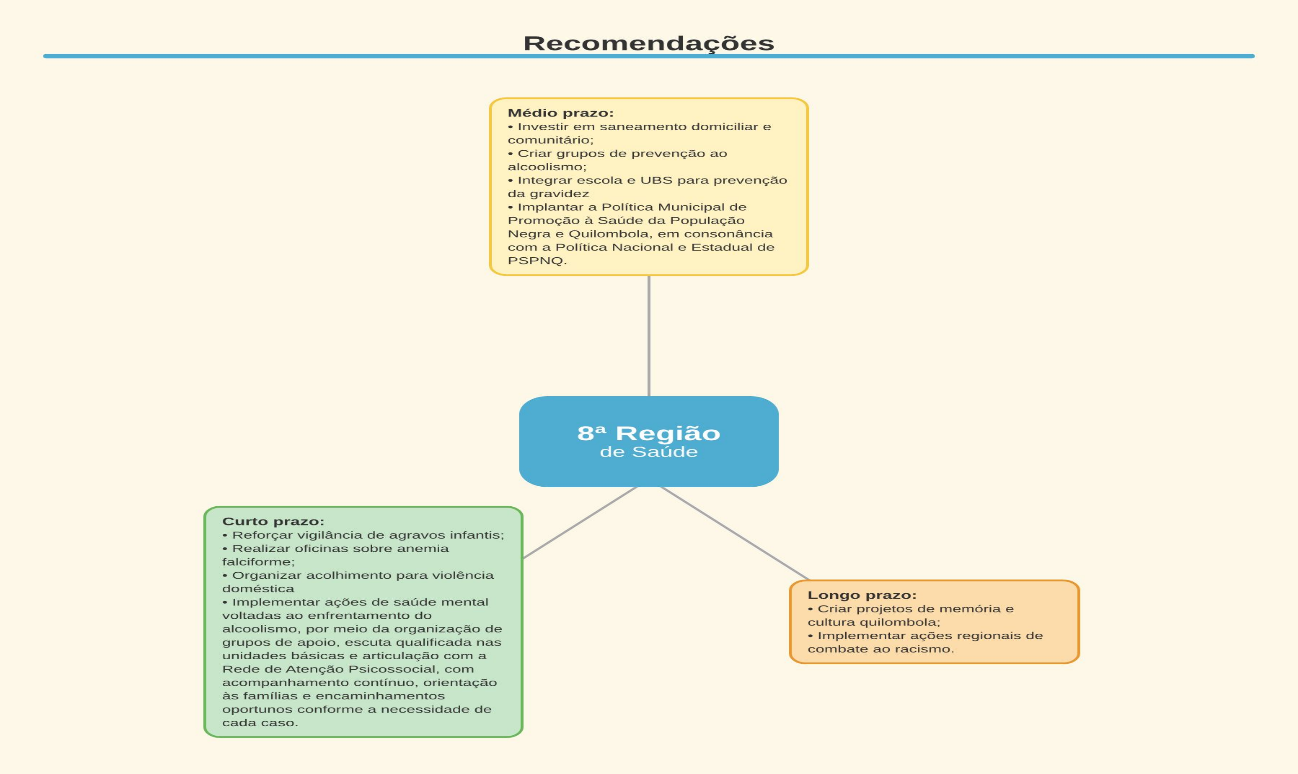 Recomendações
Médio prazo:
• Investir em saneamento domiciliar e
comunitário;
• Criar grupos de prevenção ao
alcoolismo;
• Integrar escola e UBS para prevenção
da gravidez
• Implantar a Política Municipal de
Promoção à Saúde da População
Negra e Quilombola, em consonância
com a Política Nacional e Estadual de
PSPNQ.
8ª Região
de Saúde
Curto prazo:
• Reforçar vigilância de agravos infantis;
• Realizar oficinas sobre anemia
falciforme;
• Organizar acolhimento para violência
doméstica
• Implementar ações de saúde mental
voltadas ao enfrentamento do
alcoolismo, por meio da organização de
grupos de apoio, escuta qualificada nas
unidades básicas e articulação com a
Rede de Atenção Psicossocial, com
acompanhamento contínuo, orientação
às famílias e encaminhamentos
oportunos conforme a necessidade de
cada caso.
Longo prazo:
• Criar projetos de memória e
cultura quilombola;
• Implementar ações regionais de
combate ao racismo.